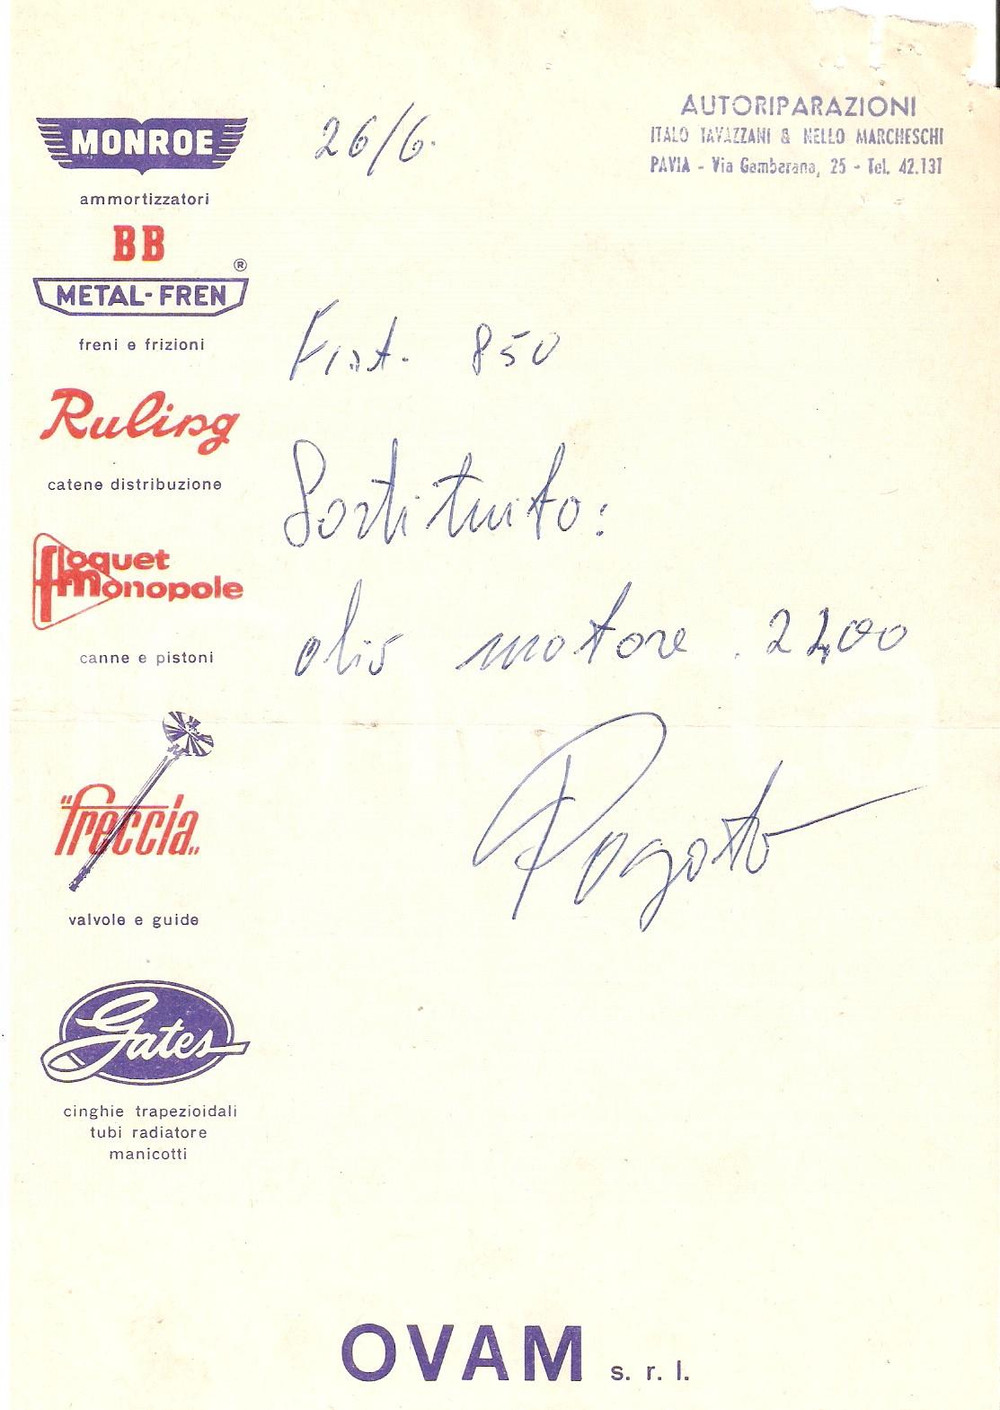 AUTORIPARAZIONI
ITALO TAVAZZANI & NELLO MARCHESCHI
PAVIA - Via Gambarana, 25 - Tel. 42.131
26/6.
MONROE
ammortizzatori
BB
METAL-FREN ®
freni e frizioni
Ruling
catene distribuzione
floquet
monopole
canne e pistoni
"freccia"
valvole e guide
Gates
cinghie trapezioidali
tubi radiatore
manicotti
Fiat. 850
Sostituito:
olio motore . 2400
Pagato
OVAM s. r. l.